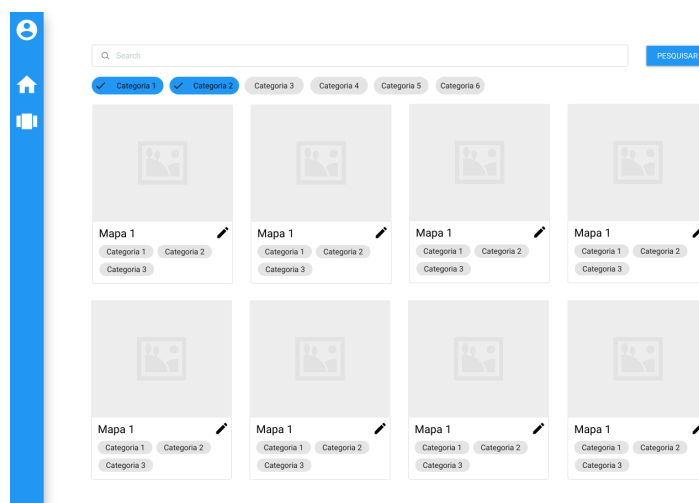 Search
PESQUISAR
Categoria 1 Categoria 2 Categoria 3 Categoria 4 Categoria 5 Categoria 6
Mapa 1 Mapa 1 Mapa 1 Mapa 1
Categoria 1 Categoria 2 Categoria 1 Categoria 2 Categoria 1 Categoria 2 Categoria 1 Categoria 2
Categoria 3 Categoria 3 Categoria 3 Categoria 3
Mapa 1 Mapa 1 Mapa 1 Mapa 1
Categoria 1 Categoria 2 Categoria 1 Categoria 2 Categoria 1 Categoria 2 Categoria 1 Categoria 2
Categoria 3 Categoria 3 Categoria 3 Categoria 3